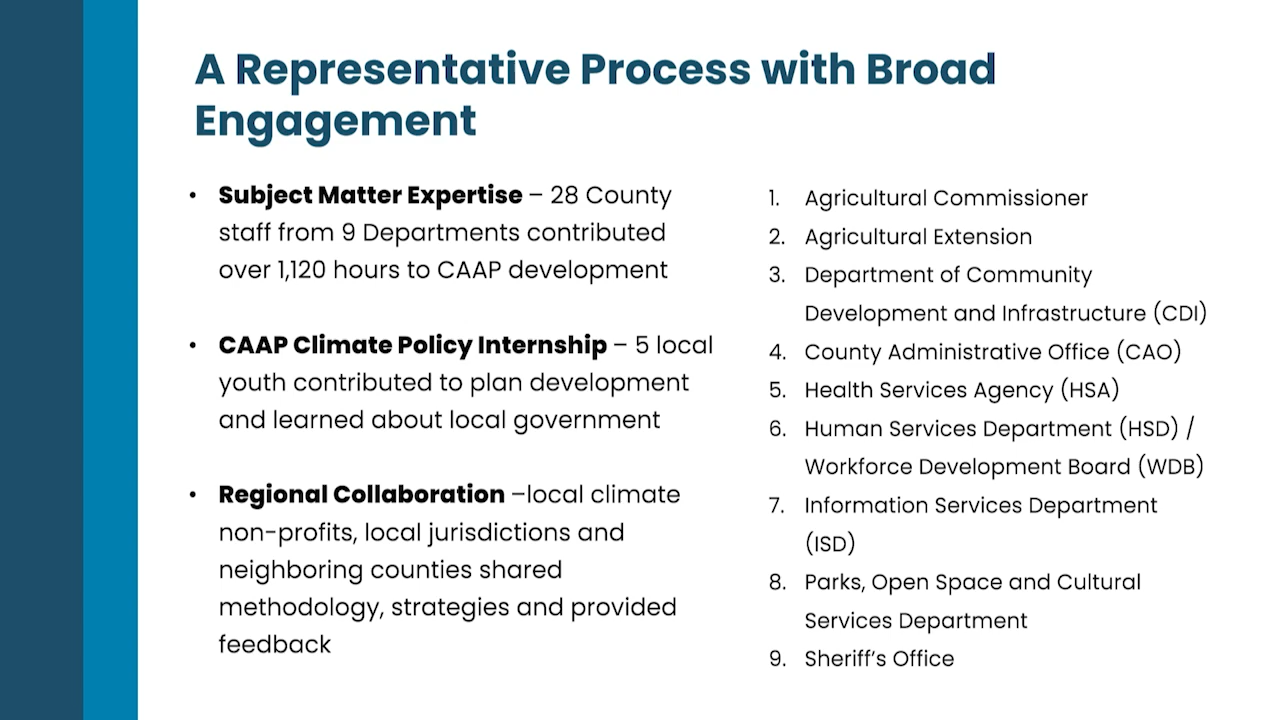 A Representative Process with Broad
Engagement
• Subject Matter Expertise – 28 County
staff from 9 Departments contributed
over 1,120 hours to CAAP development
• CAAP Climate Policy Internship – 5 local
youth contributed to plan development
and learned about local government
• Regional Collaboration –local climate
non-profits, local jurisdictions and
neighboring counties shared
methodology, strategies and provided
feedback
1. Agricultural Commissioner
2. Agricultural Extension
3. Department of Community
Development and Infrastructure (CDI)
4. County Administrative Office (CAO)
5. Health Services Agency (HSA)
6. Human Services Department (HSD) /
Workforce Development Board (WDB)
7. Information Services Department
(ISD)
8. Parks, Open Space and Cultural
Services Department
9. Sheriff’s Office